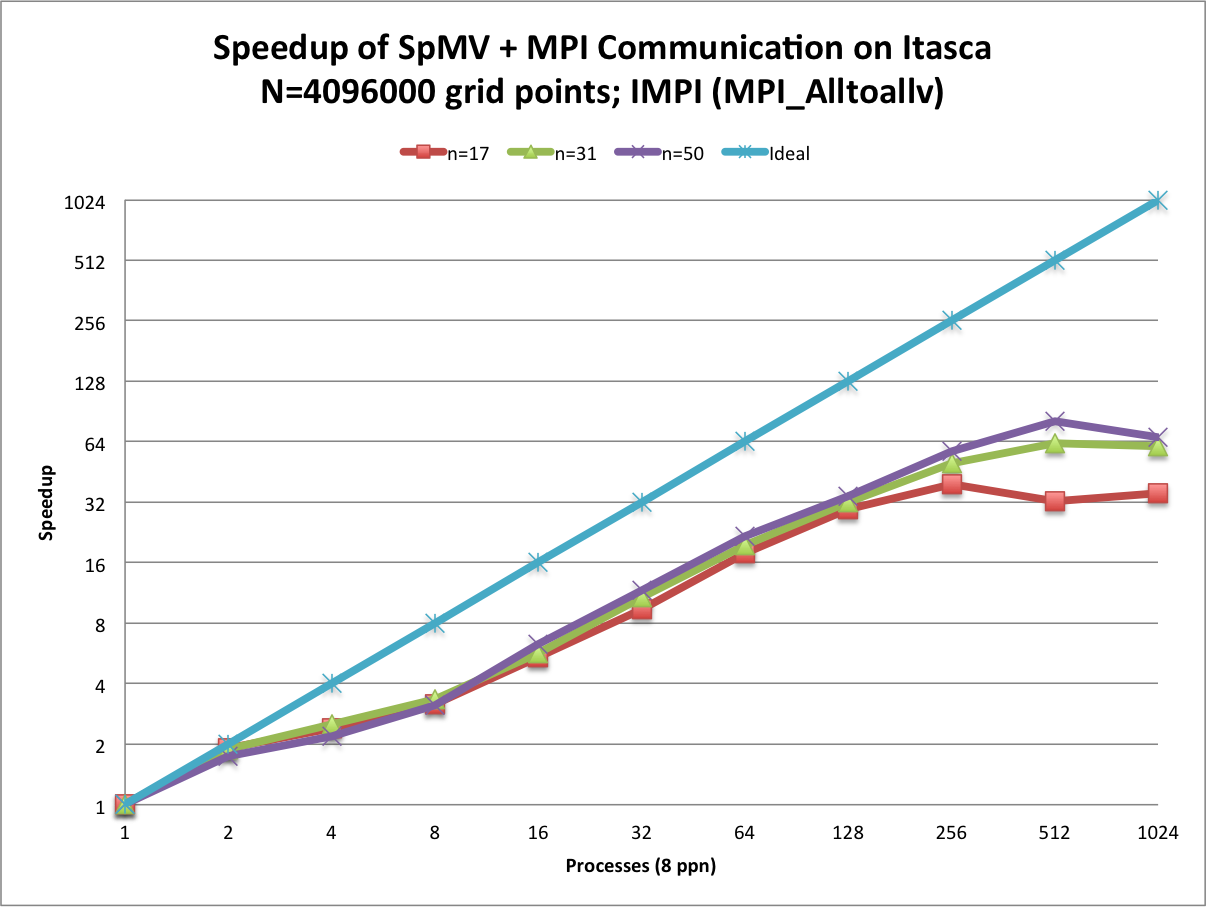 Speedup of SpMV + MPI Communication on Itasca
N=4096000 grid points; IMPI (MPI_Alltoallv)
n=17 n=31 n=50 Ideal
1024
512
256
128
64
32
16
8
4
2
1
Speedup
1 2 4 8 16 32 64 128 256 512 1024
Processes (8 ppn)